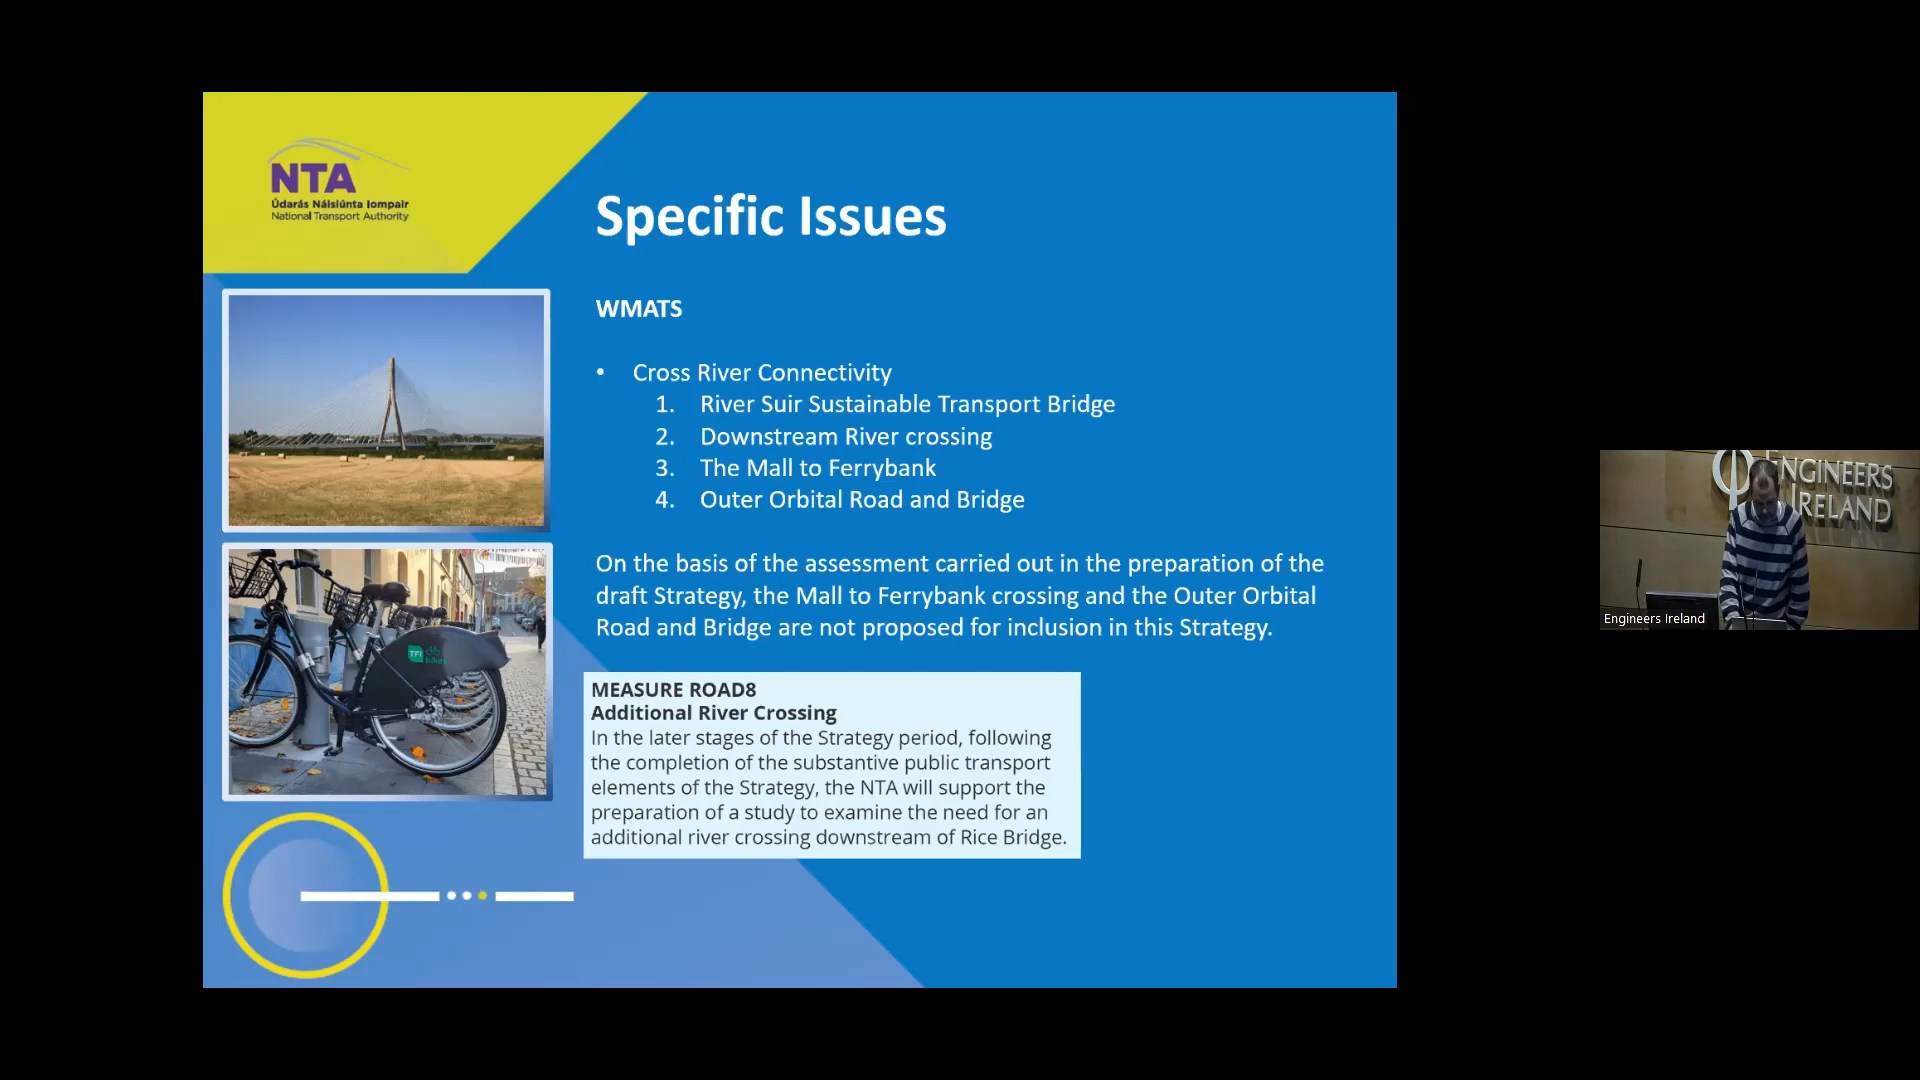 NTA
Údarás Náisiúnta Iompair
National Transport Authority
Specific Issues
WMATS
• Cross River Connectivity
1. River Suir Sustainable Transport Bridge
2. Downstream River crossing
3. The Mall to Ferrybank
4. Outer Orbital Road and Bridge
On the basis of the assessment carried out in the preparation of the
draft Strategy, the Mall to Ferrybank crossing and the Outer Orbital
Road and Bridge are not proposed for inclusion in this Strategy.
TFI
bikes
MEASURE ROAD8
Additional River Crossing
In the later stages of the Strategy period, following
the completion of the substantive public transport
elements of the Strategy, the NTA will support the
preparation of a study to examine the need for an
additional river crossing downstream of Rice Bridge.
ENGINEERS
IRELAND
Engineers Ireland